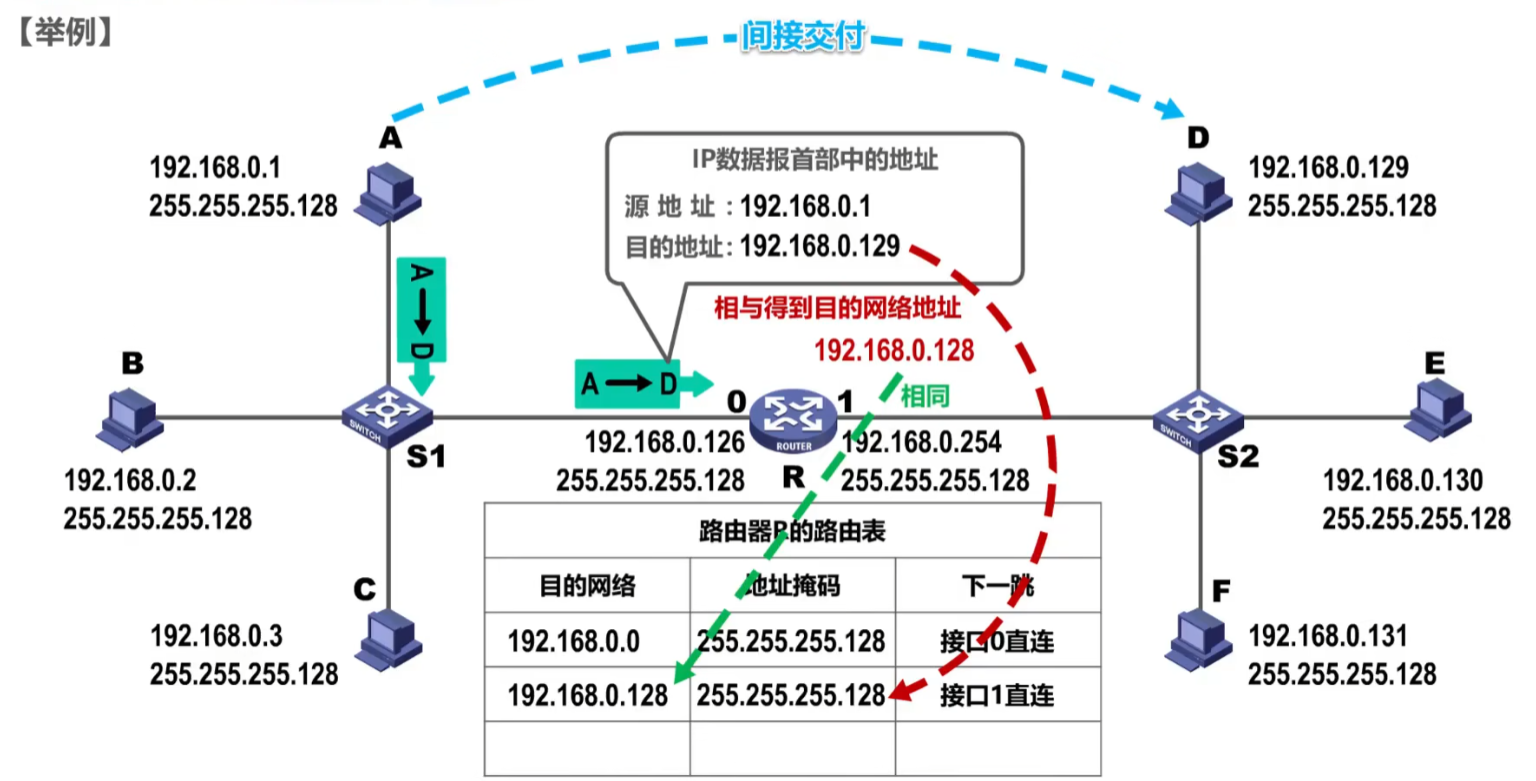 【举例】
间接交付
A
192.168.0.1
255.255.255.128
IP数据报首部中的地址
源地址：192.168.0.1
目的地址：192.168.0.129
D
192.168.0.129
255.255.255.128
A→D
相与得到目的网络地址
192.168.0.128
相同
A→D
B
192.168.0.2
255.255.255.128
SWITCH
S1
0
192.168.0.126
255.255.255.128
ROUTER
R
1
192.168.0.254
255.255.255.128
SWITCH
S2
E
192.168.0.130
255.255.255.128
C
192.168.0.3
255.255.255.128
F
192.168.0.131
255.255.255.128
路由器R的路由表
目的网络 地址掩码 下一跳
192.168.0.0 255.255.255.128 接口0直连
192.168.0.128 255.255.255.128 接口1直连